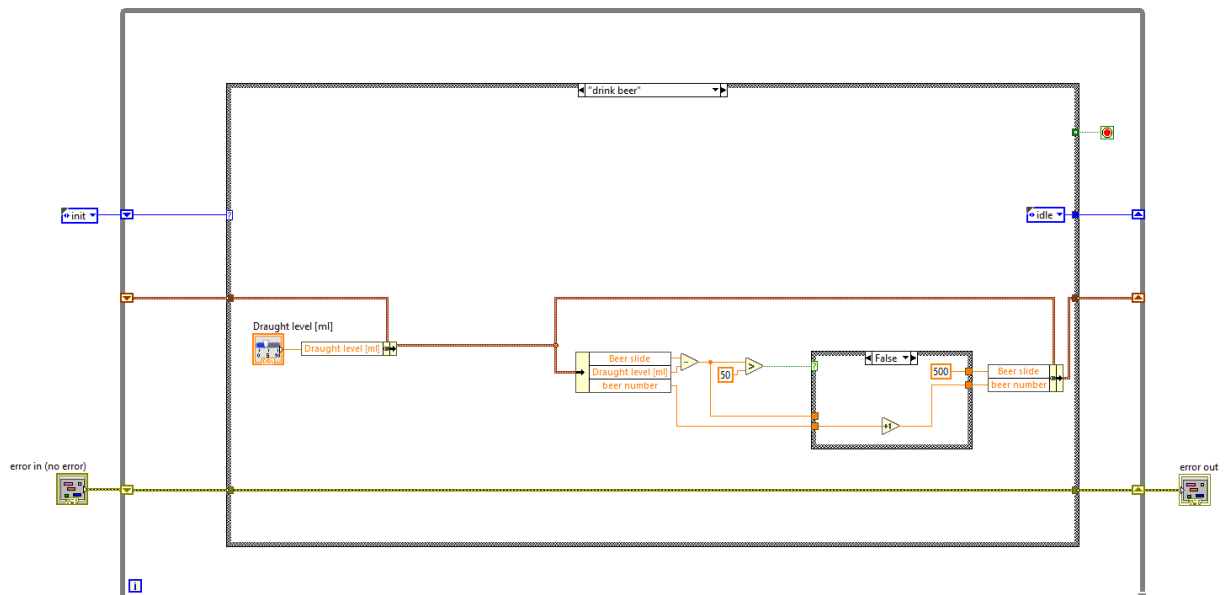 "drink beer"
init
idle
Draught level [ml]
Draught level [ml]
Beer slide
Draught level [ml]
beer number
50
False
500
+1
Beer slide
beer number
error in (no error)
error out
i